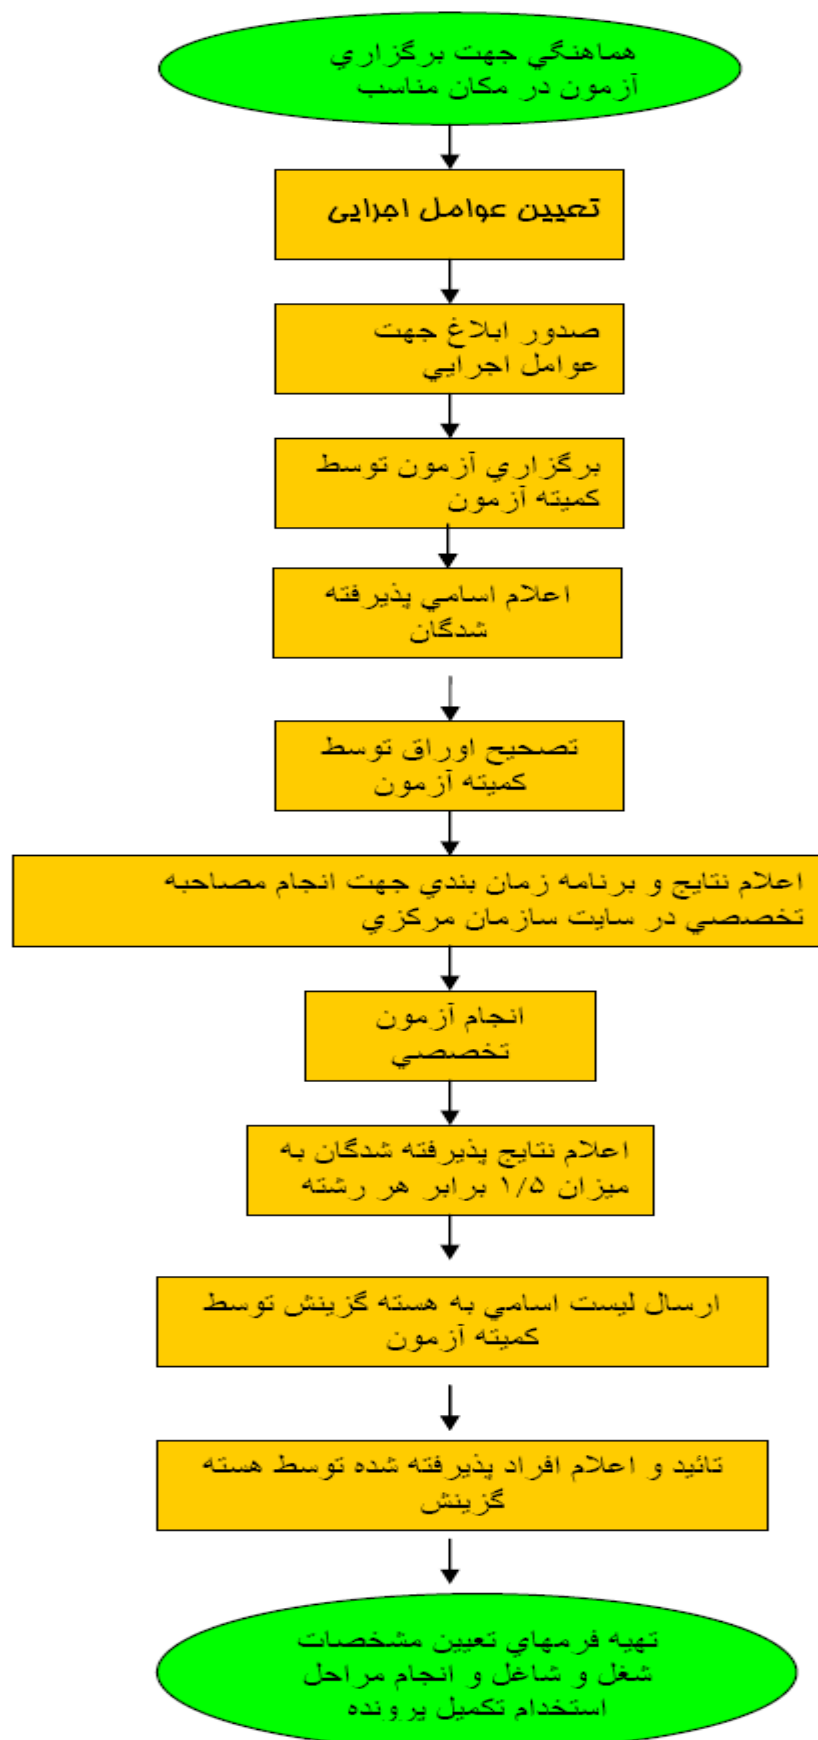 هماهنگي جهت برگزاري
آزمون در مكان مناسب
تعیین عوامل اجرایی
صدور ابلاغ جهت
عوامل اجرايي
برگزاري آزمون توسط
كميته آزمون
اعلام اسامي پذيرفته
شدگان
تصحيح اوراق توسط
كميته آزمون
اعلام نتايج و برنامه زمان بندي جهت انجام مصاحبه
تخصصي در سايت سازمان مركزي
انجام آزمون
تخصصي
اعلام نتايج پذيرفته شدگان به
ميزان ۱/۵ برابر هر رشته
ارسال ليست اسامي به هسته گزينش توسط
كميته آزمون
تائيد و اعلام افراد پذيرفته شده توسط هسته
گزينش
تهيه فرمهاي تعيين مشخصات
شغل و شاغل و انجام مراحل
استخدام تكميل پرونده